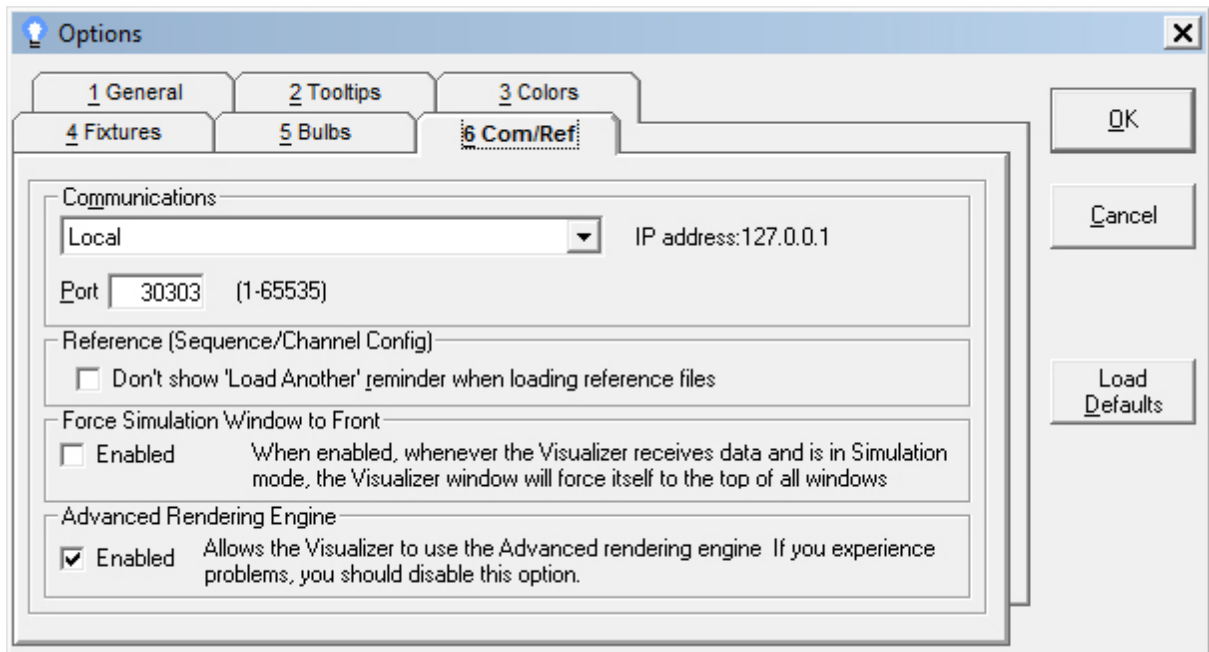 Options
1 General
2 Tooltips
3 Colors
4 Fixtures
5 Bulbs
6 Com/Ref
OK
Cancel
Load
Defaults
Communications
Local
IP address:127.0.0.1
Port 30303 (1-65535)
Reference (Sequence/Channel Config)
Don't show 'Load Another' reminder when loading reference files
Force Simulation Window to Front
Enabled
When enabled, whenever the Visualizer receives data and is in Simulation
mode, the Visualizer window will force itself to the top of all windows
Advanced Rendering Engine
Enabled
Allows the Visualizer to use the Advanced rendering engine  If you experience
problems, you should disable this option.